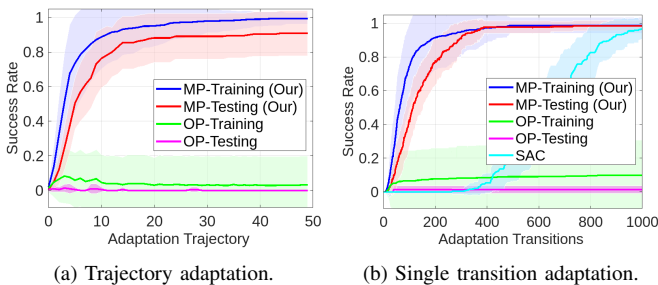 1
0.8
0.6
0.4
0.2
0
Success Rate
0 10 20 30 40 50
Adaptation Trajectory
MP-Training (Our)
MP-Testing (Our)
OP-Training
OP-Testing
(a) Trajectory adaptation.
1
0.8
0.6
0.4
0.2
0
Success Rate
0 200 400 600 800 1000
Adaptation Transitions
MP-Training (Our)
MP-Testing (Our)
OP-Training
OP-Testing
SAC
(b) Single transition adaptation.